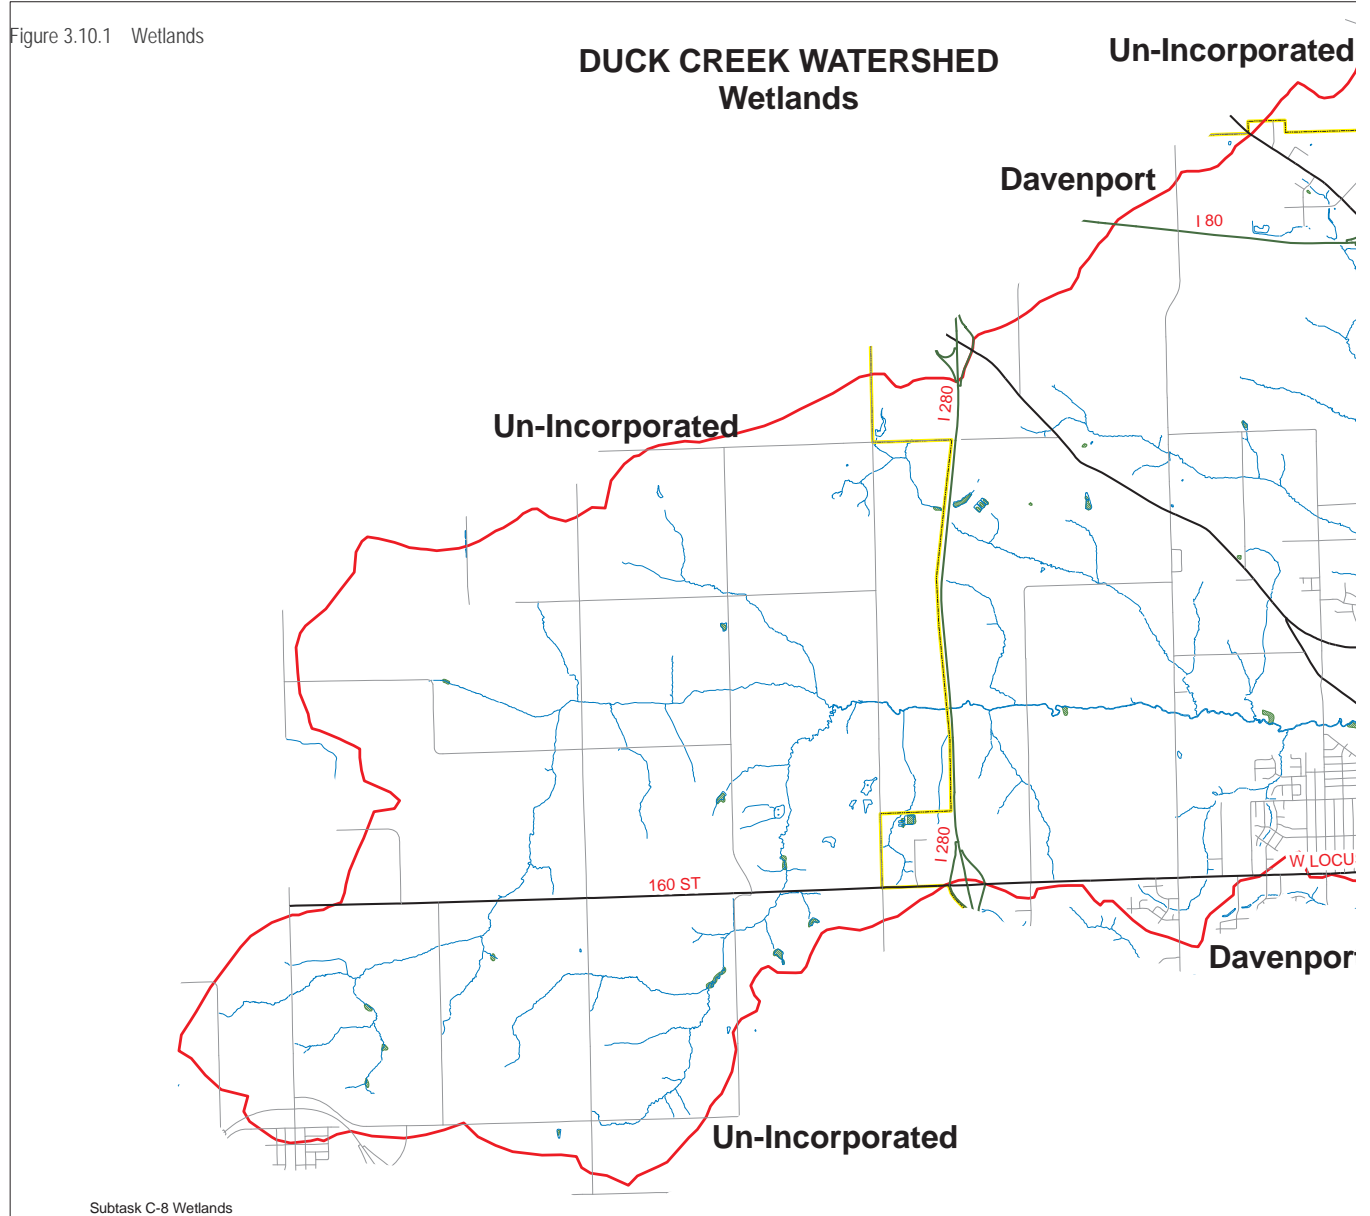 Figure 3.10.1 Wetlands
DUCK CREEK WATERSHED
Wetlands
Un-Incorporated
Davenport
I 80
I 280
Un-Incorporated
I 280
160 ST
W LOCU
Davenport
Un-Incorporated
Subtask C-8 Wetlands